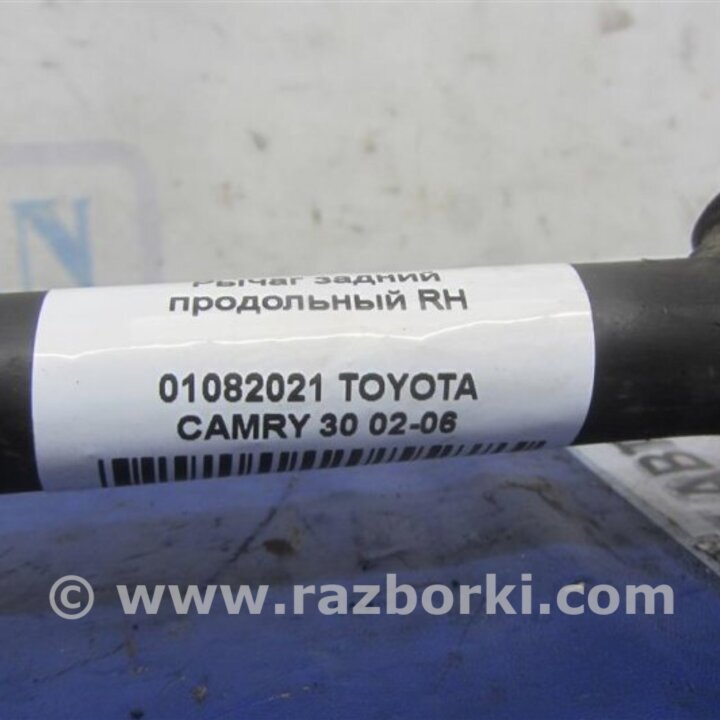 Рычаг задний
продольный RH
01082021 TOYOTA
CAMRY 30 02-06
© www.razborki.com